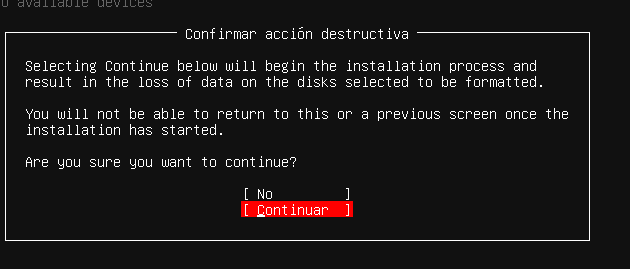 0 available devices
Confirmar acción destructiva
Selecting Continue below will begin the installation process and
result in the loss of data on the disks selected to be formatted.
You will not be able to return to this or a previous screen once the
installation has started.
Are you sure you want to continue?
[ No ]
[ Continuar ]